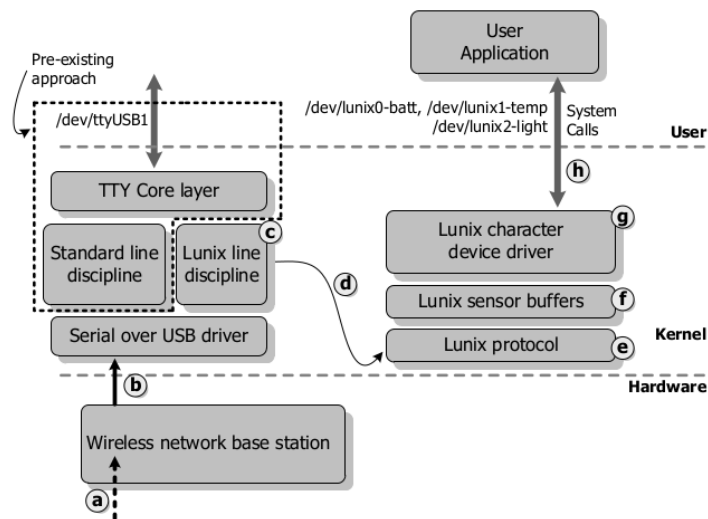 User
Application
Pre-existing
approach
/dev/ttyUSB1
/dev/lunix0-batt, /dev/lunix1-temp
/dev/lunix2-light
System
Calls
User
h
TTY Core layer
c
g
Standard line
discipline
Lunix line
discipline
Lunix character
device driver
d
Lunix sensor buffers
f
Serial over USB driver
Lunix protocol
e
Kernel
b
Hardware
Wireless network base station
a